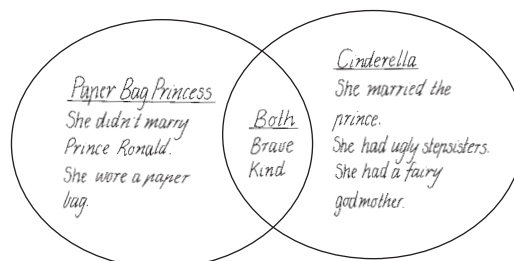 Paper Bag Princess
She didn't marry
Prince Ronald.
She wore a paper
bag.
Both
Brave
Kind
Cinderella
She married the
prince.
She had ugly stepsisters.
She had a fairy
godmother.